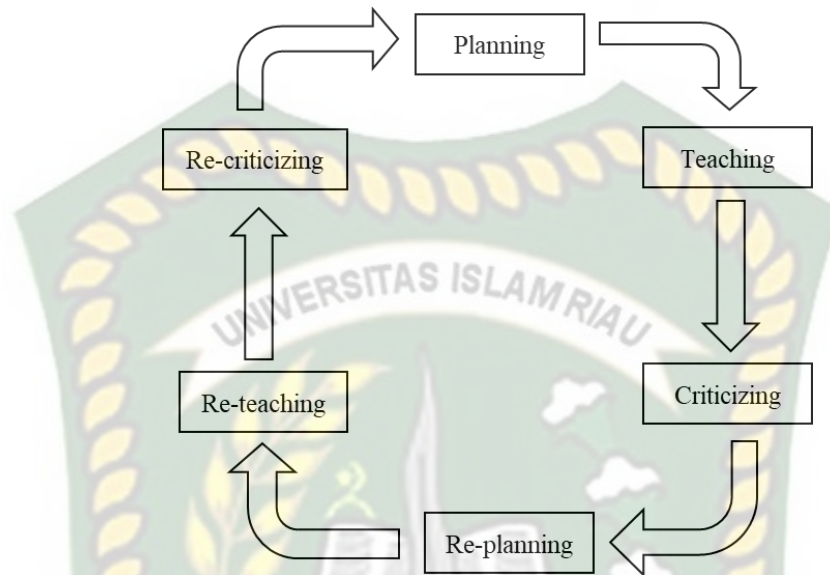 Planning
Re-criticizing
Teaching
UNIVERSITAS ISLAM RIAU
Re-teaching
Criticizing
Re-planning